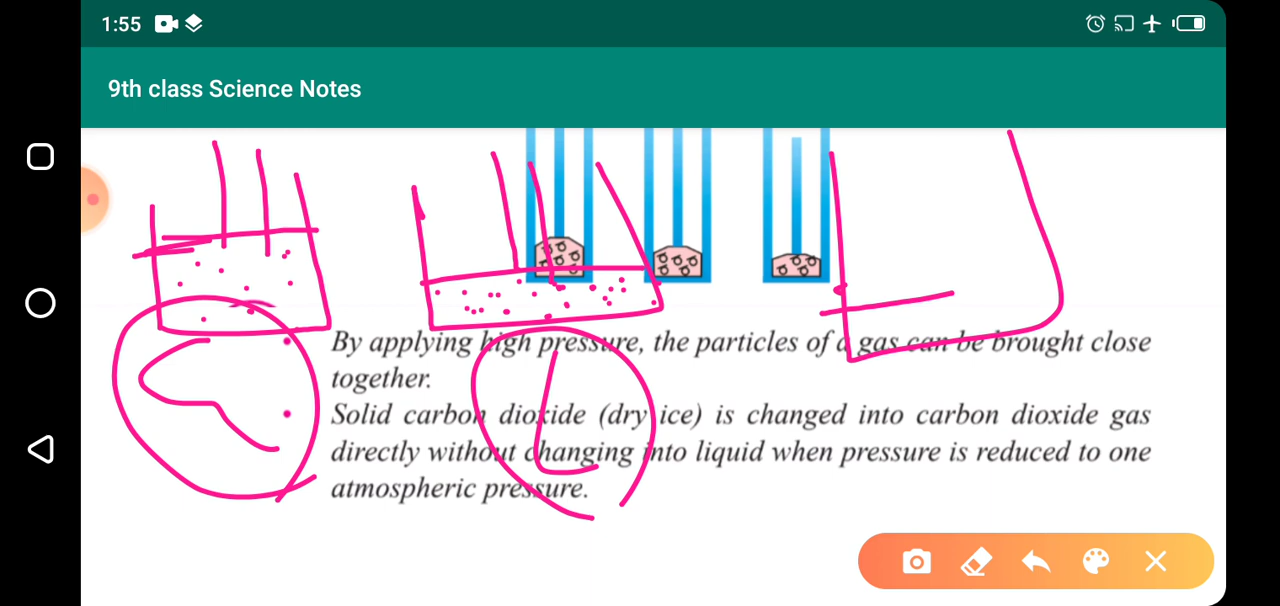 1:55
9th class Science Notes
By applying high pressure, the particles of a gas can be brought close
together.
Solid carbon dioxide (dry ice) is changed into carbon dioxide gas
directly without changing into liquid when pressure is reduced to one
atmospheric pressure.
S
L